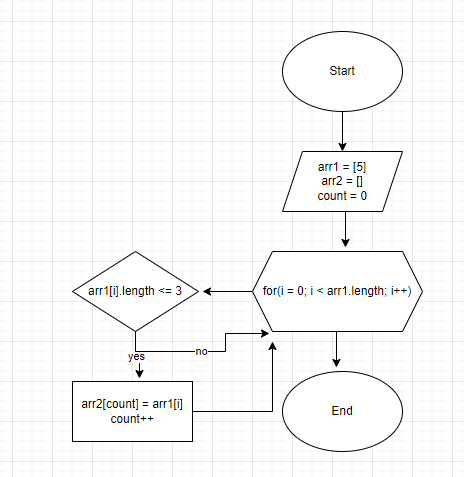 Start
arr1 = [5]
arr2 = []
count = 0
arr1[i].length <= 3
for(i = 0; i < arr1.length; i++)
no
yes
arr2[count] = arr1[i]
count++
End